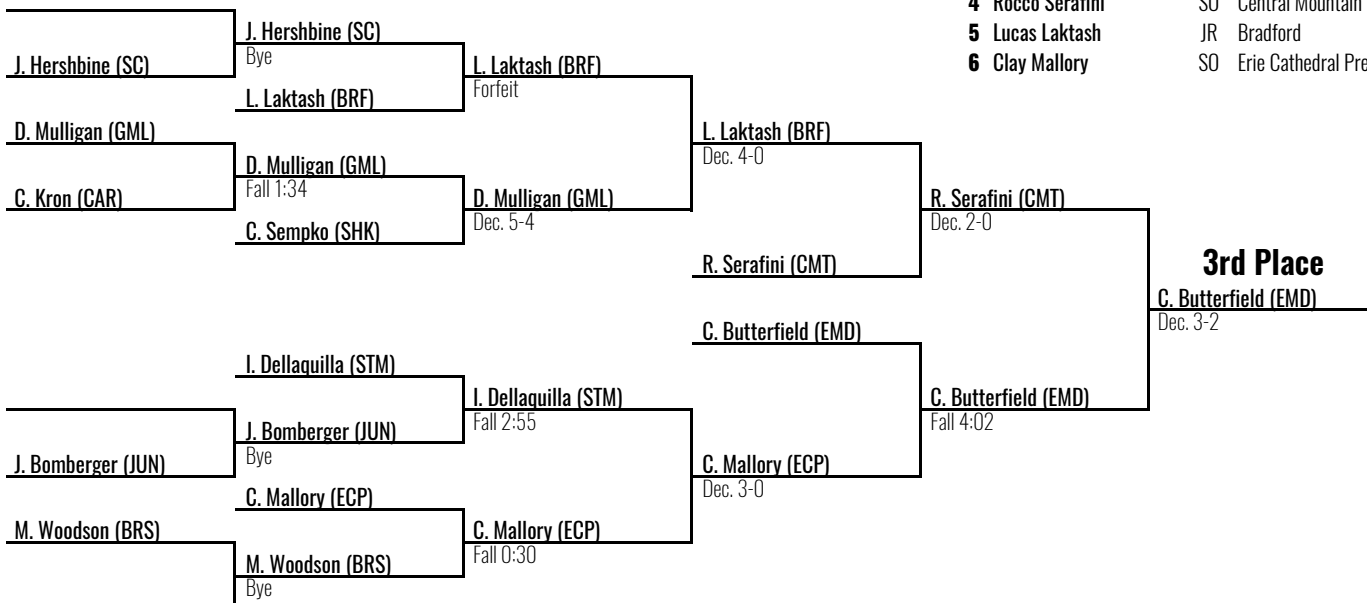 4 Rocco Serafini SO Central Mountain
5 Lucas Laktash JR Bradford
6 Clay Mallory SO Erie Cathedral Pre
J. Hershbine (SC)
Bye
J. Hershbine (SC)
L. Laktash (BRF)
Forfeit
L. Laktash (BRF)
D. Mulligan (GML)
L. Laktash (BRF)
Dec. 4-0
D. Mulligan (GML)
Fall 1:34
C. Kron (CAR)
D. Mulligan (GML)
Dec. 5-4
R. Serafini (CMT)
Dec. 2-0
C. Sempko (SHK)
R. Serafini (CMT)
3rd Place
C. Butterfield (EMD)
Dec. 3-2
C. Butterfield (EMD)
I. Dellaquilla (STM)
I. Dellaquilla (STM)
Fall 2:55
C. Butterfield (EMD)
Fall 4:02
J. Bomberger (JUN)
Bye
J. Bomberger (JUN)
C. Mallory (ECP)
Dec. 3-0
C. Mallory (ECP)
M. Woodson (BRS)
C. Mallory (ECP)
Fall 0:30
M. Woodson (BRS)
Bye